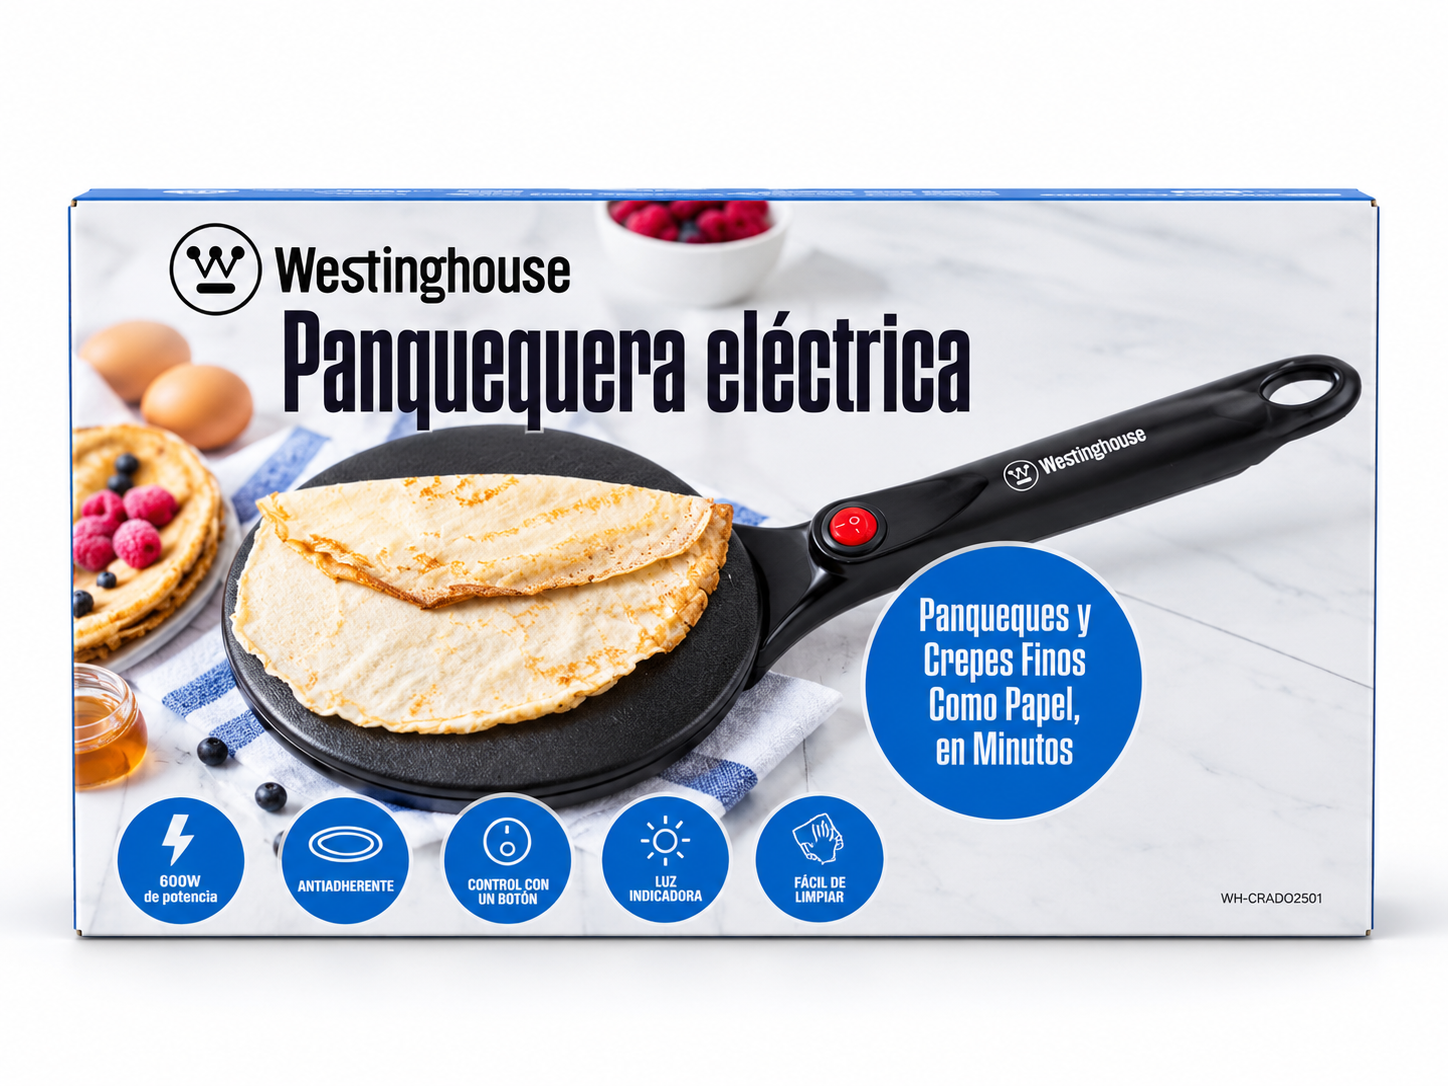 Westinghouse
Panquequera eléctrica
Westinghouse
Panqueques y
Crepes Finos
Como Papel,
en Minutos
600W
de potencia
ANTIADHERENTE
CONTROL CON
UN BOTÓN
LUZ
INDICADORA
FÁCIL DE
LIMPIAR
WH-CRADO2501